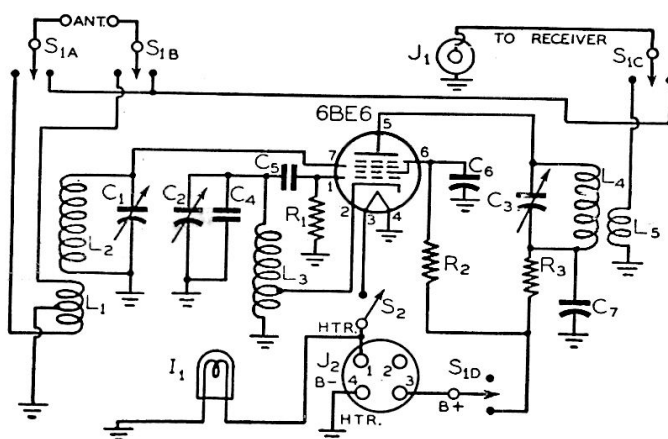 ANT.
S1A
S1B
J1
TO RECEIVER
S1C
6BE6
5
7
6
1
2
3
4
C5
C6
C1
C2
C4
R1
C3
L4
L5
L2
L3
R2
R3
L1
S2
C7
HTR.
I1
J2
1
2
B-
4
3
S1D
B+
HTR.